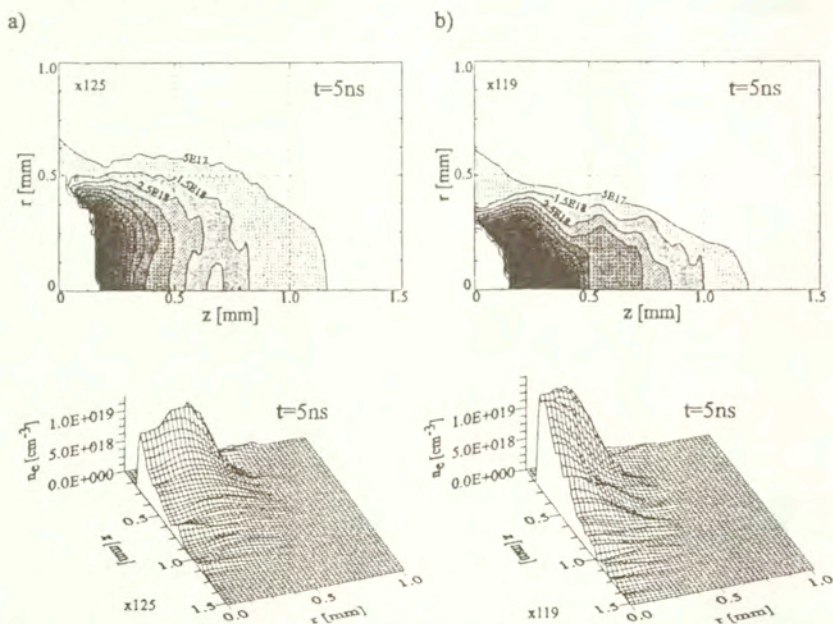 a)
b)
x125
t=5ns
x119
t=5ns
1.0
0.5
0
r [mm]
5E17
1.5E18
2.5E18
0
0.5
1.0
1.5
z [mm]
1.0
0.5
0
r [mm]
5E17
1.5E18
2.5E18
0
0.5
1.0
1.5
z [mm]
t=5ns
1.0E+019
5.0E+018
0.0E+000
n_e [cm⁻³]
0.5
1.0
1.5
z [mm]
0.0
0.5
1.0
r [mm]
x125
t=5ns
1.0E+019
5.0E+018
0.0E+000
n_e [cm⁻³]
0.5
1.0
1.5
z [mm]
0.0
0.5
1.0
r [mm]
x119